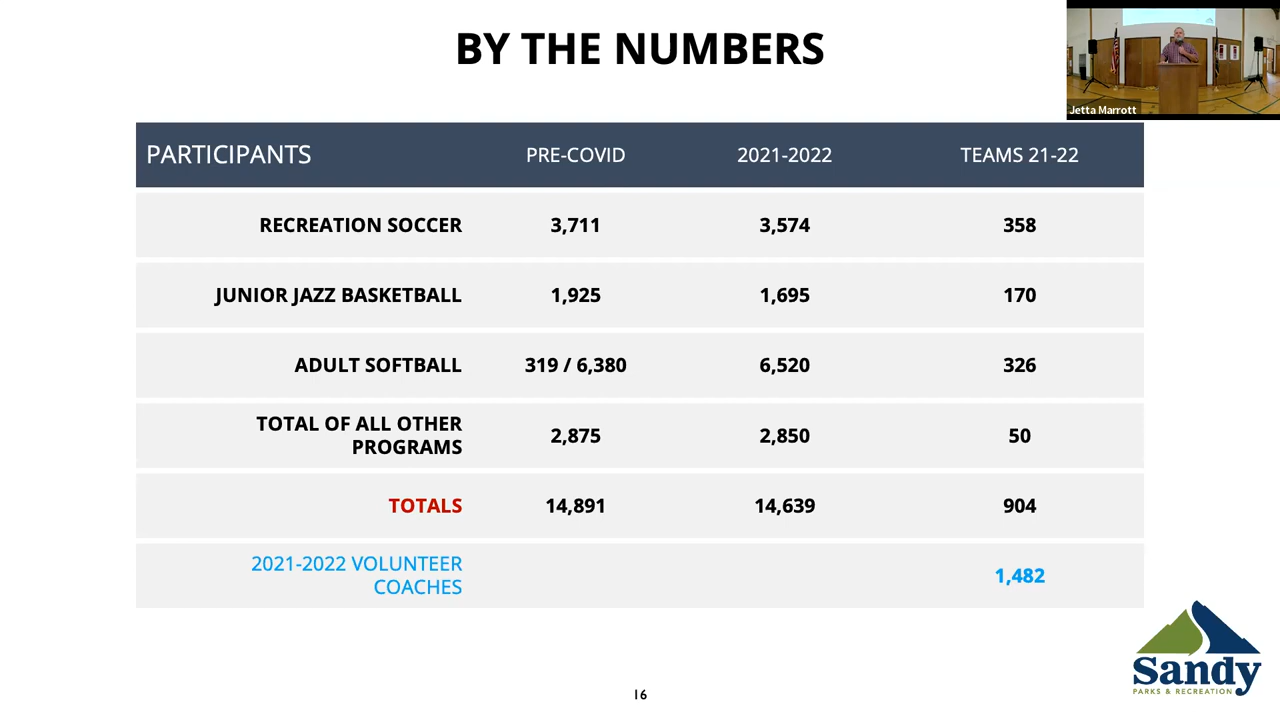 BY THE NUMBERS
Jetta Marrott
PARTICIPANTS PRE-COVID 2021-2022 TEAMS 21-22
RECREATION SOCCER 3,711 3,574 358
JUNIOR JAZZ BASKETBALL 1,925 1,695 170
ADULT SOFTBALL 319 / 6,380 6,520 326
TOTAL OF ALL OTHER
PROGRAMS 2,875 2,850 50
TOTALS 14,891 14,639 904
2021-2022 VOLUNTEER
COACHES 1,482
Sandy
PARKS & RECREATION
16